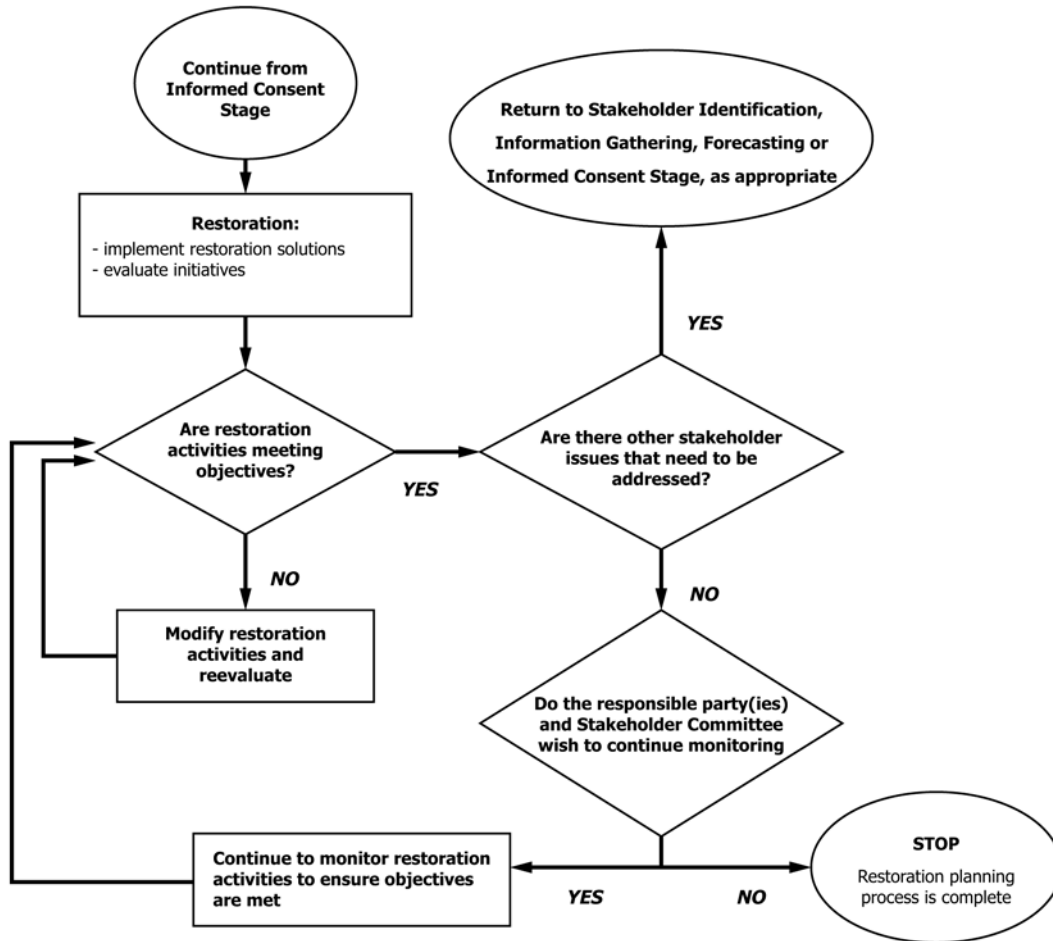 Continue from
Informed Consent
Stage
Return to Stakeholder Identification,
Information Gathering, Forecasting or
Informed Consent Stage, as appropriate
Restoration:
- implement restoration solutions
- evaluate initiatives
YES
Are restoration
activities meeting
objectives?
YES
Are there other stakeholder
issues that need to be
addressed?
NO
NO
Modify restoration
activities and
reevaluate
Do the responsible party(ies)
and Stakeholder Committee
wish to continue monitoring
Continue to monitor restoration
activities to ensure objectives
are met
YES
NO
STOP
Restoration planning
process is complete